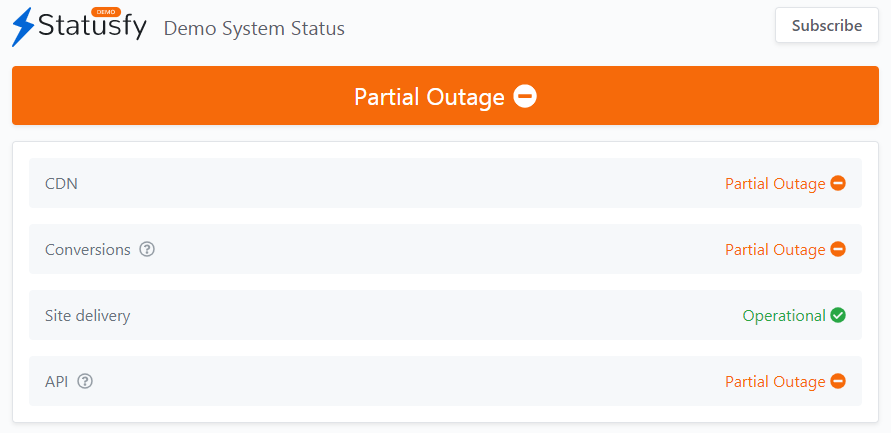 DEMO
Statusfy Demo System Status Subscribe
Partial Outage
CDN Partial Outage
Conversions ? Partial Outage
Site delivery Operational
API ? Partial Outage